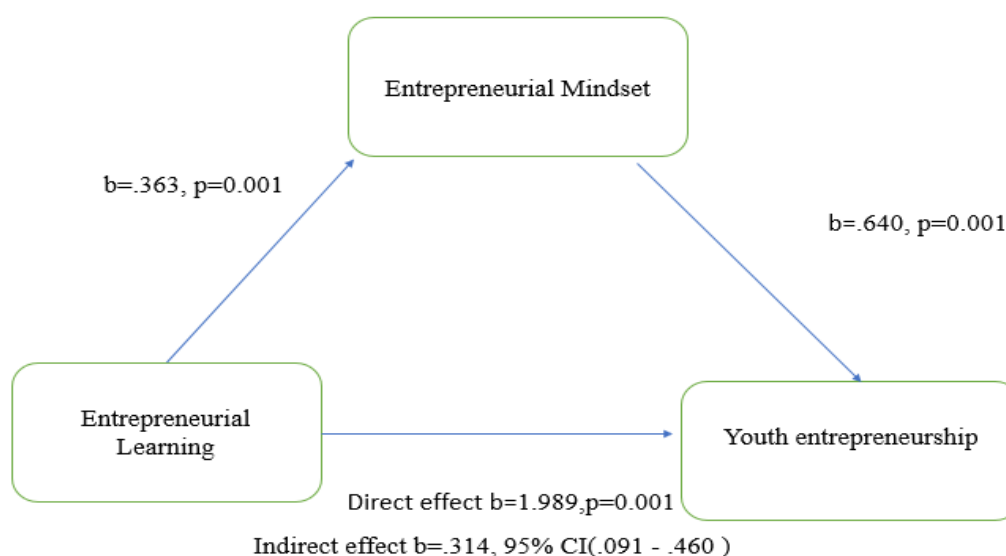 Entrepreneurial Mindset
b=.363, p=0.001
b=.640, p=0.001
Entrepreneurial
Learning
Youth entrepreneurship
Direct effect b=1.989,p=0.001
Indirect effect b=.314, 95% CI(.091 - .460 )